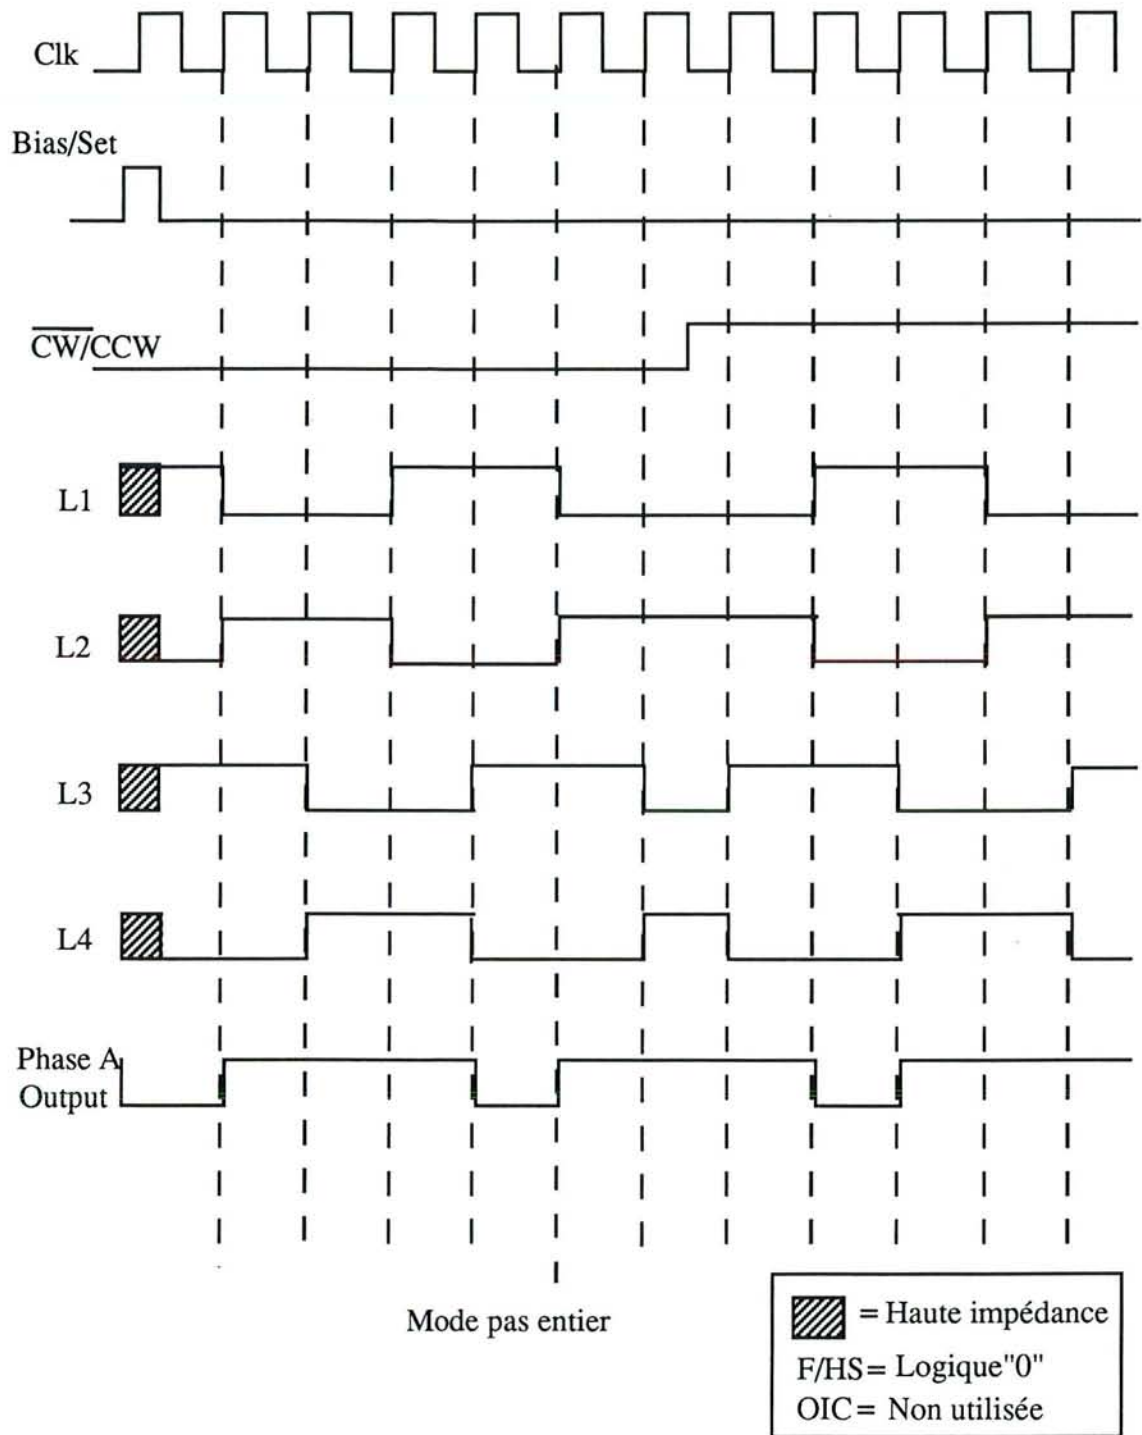 Clk
Bias/Set
CW/CCW
L1
L2
L3
L4
Phase A
Output
Mode pas entier
= Haute impédance
F/HS= Logique"0"
OIC= Non utilisée